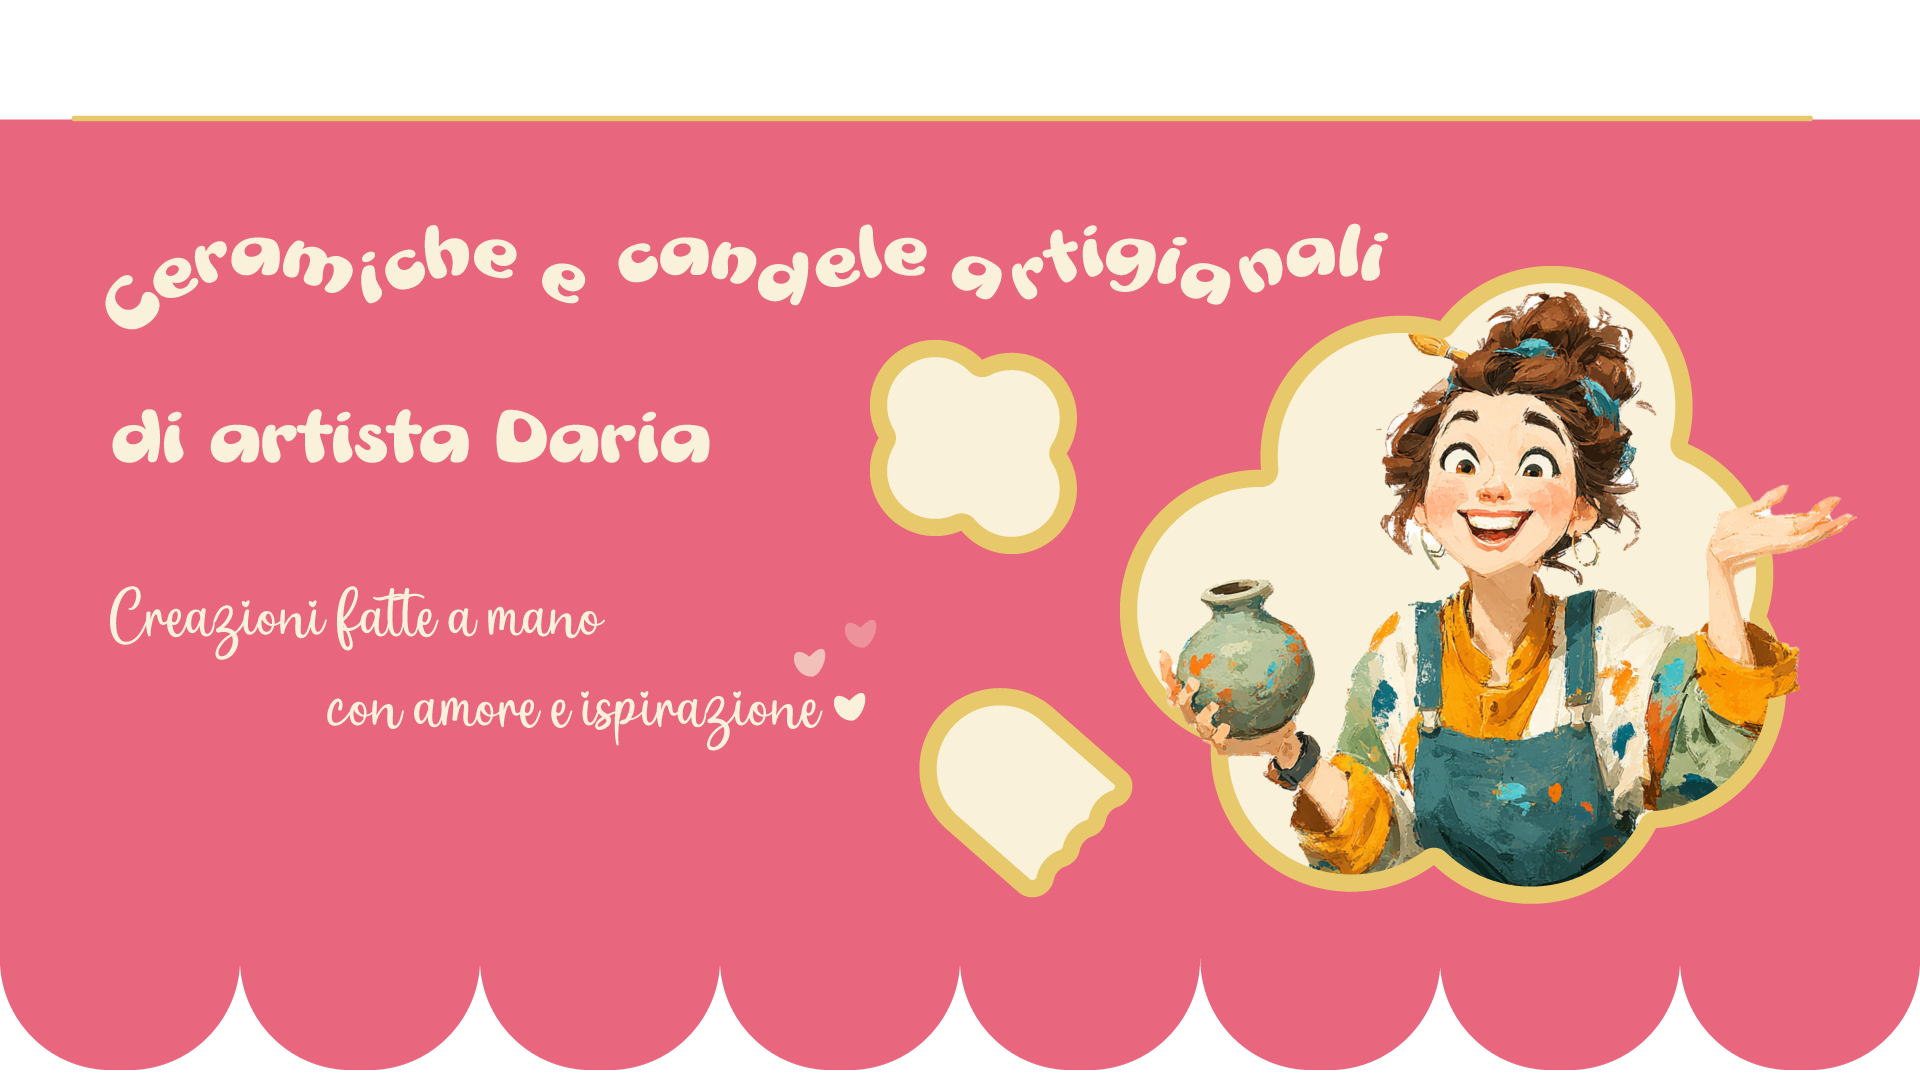 Ceramiche e candele artigianali
di artista Daria
Creazioni fatte a mano
con amore e ispirazione